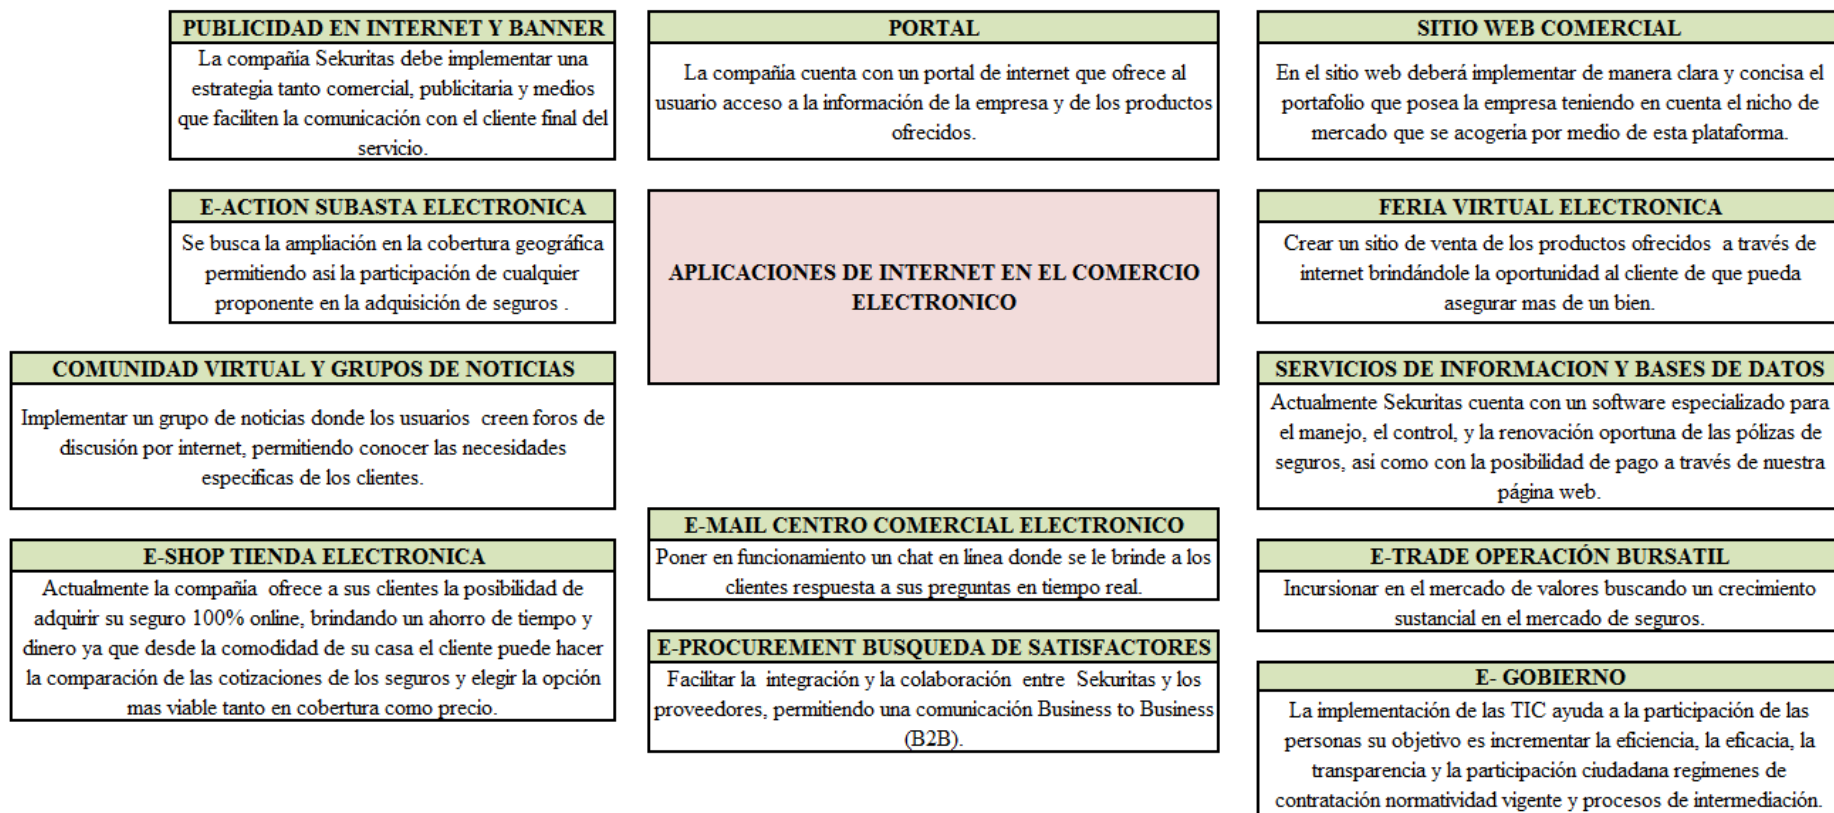 PUBLICIDAD EN INTERNET Y BANNER
La compañia Sekuritas debe implementar una
estrategia tanto comercial, publicitaria y medios
que faciliten la comunicación con el cliente final del
servicio.
PORTAL
La compañia cuenta con un portal de internet que ofrece al
usuario acceso a la información de la empresa y de los productos
ofrecidos.
SITIO WEB COMERCIAL
En el sitio web deberá implementar de manera clara y concisa el
portafolio que posea la empresa teniendo en cuenta el nicho de
mercado que se acogeria por medio de esta plataforma.
E-ACTION SUBASTA ELECTRONICA
Se busca la ampliación en la cobertura geográfica
permitiendo así la participación de cualquier
proponente en la adquisición de seguros .
APLICACIONES DE INTERNET EN EL COMERCIO
ELECTRONICO
FERIA VIRTUAL ELECTRONICA
Crear un sitio de venta de los productos ofrecidos a través de
internet brindándole la oportunidad al cliente de que pueda
asegurar mas de un bien.
COMUNIDAD VIRTUAL Y GRUPOS DE NOTICIAS
Implementar un grupo de noticias donde los usuarios creen foros de
discusión por internet, permitiendo conocer las necesidades
especificas de los clientes.
SERVICIOS DE INFORMACION Y BASES DE DATOS
Actualmente Sekuritas cuenta con un software especializado para
el manejo, el control, y la renovación oportuna de las pólizas de
seguros, así como con la posibilidad de pago a través de nuestra
página web.
E-MAIL CENTRO COMERCIAL ELECTRONICO
Poner en funcionamiento un chat en linea donde se le brinde a los
clientes respuesta a sus preguntas en tiempo real.
E-SHOP TIENDA ELECTRONICA
Actualmente la compañia ofrece a sus clientes la posibilidad de
adquirir su seguro 100% online, brindando un ahorro de tiempo y
dinero ya que desde la comodidad de su casa el cliente puede hacer
la comparación de las cotizaciones de los seguros y elegir la opción
mas viable tanto en cobertura como precio.
E-TRADE OPERACIÓN BURSATIL
Incursionar en el mercado de valores buscando un crecimiento
sustancial en el mercado de seguros.
E-PROCUREMENT BUSQUEDA DE SATISFACTORES
Facilitar la integración y la colaboración entre Sekuritas y los
proveedores, permitiendo una comunicación Business to Business
(B2B).
E- GOBIERNO
La implementación de las TIC ayuda a la participación de las
personas su objetivo es incrementar la eficiencia, la eficacia, la
transparencia y la participación ciudadana regimenes de
contratación normatividad vigente y procesos de intermediación.